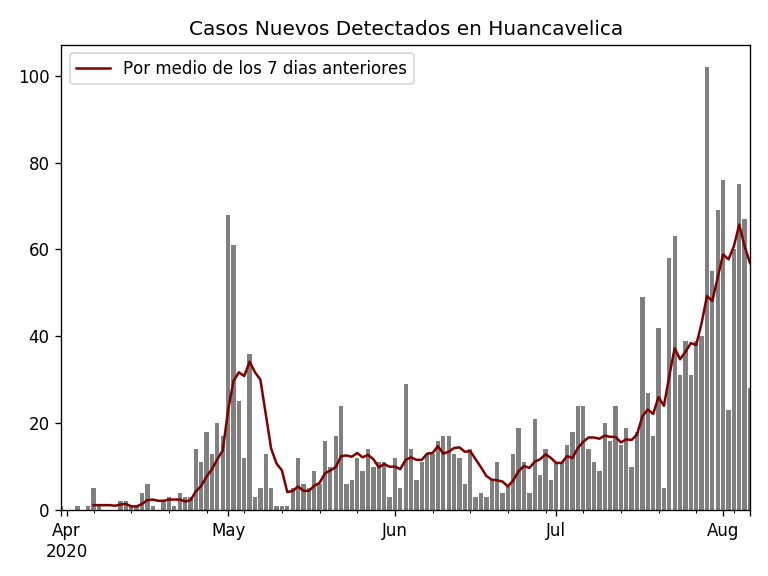 Casos Nuevos Detectados en Huancavelica
Por medio de los 7 dias anteriores
100
80
60
40
20
0
Apr May Jun Jul Aug
2020